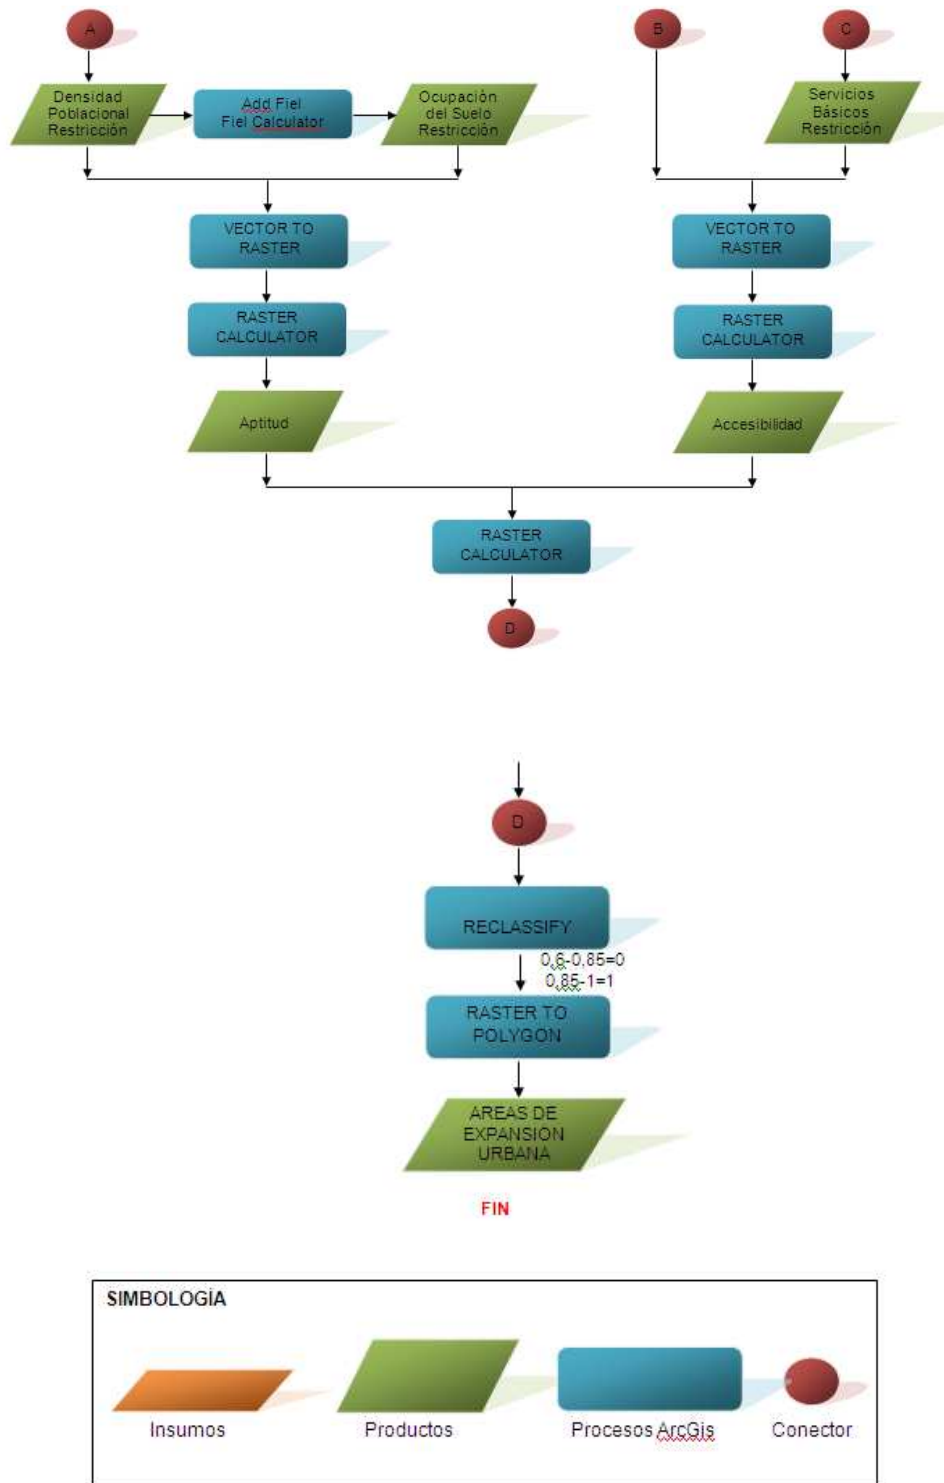 A
B
C
Densidad
Poblacional
Restricción
Add Fiel
Fiel Calculator
Ocupación
del Suelo
Restricción
Servicios
Básicos
Restricción
VECTOR TO
RASTER
VECTOR TO
RASTER
RASTER
CALCULATOR
RASTER
CALCULATOR
Aptitud
Accesibilidad
RASTER
CALCULATOR
D
D
RECLASSIFY
0,6-0,85=0
0,85-1=1
RASTER TO
POLYGON
AREAS DE
EXPANSION
URBANA
FIN
SIMBOLOGÍA
Insumos
Productos
Procesos ArcGis
Conector